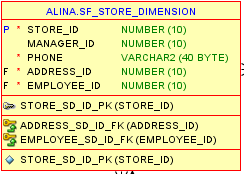 ALINA.SF_STORE_DIMENSION
P * STORE_ID NUMBER (10)
MANAGER_ID NUMBER (10)
* PHONE VARCHAR2 (40 BYTE)
F * ADDRESS_ID NUMBER (10)
F * EMPLOYEE_ID NUMBER (10)
STORE_SD_ID_PK (STORE_ID)
ADDRESS_SD_ID_FK (ADDRESS_ID)
EMPLOYEE_SD_ID_FK (EMPLOYEE_ID)
STORE_SD_ID_PK (STORE_ID)